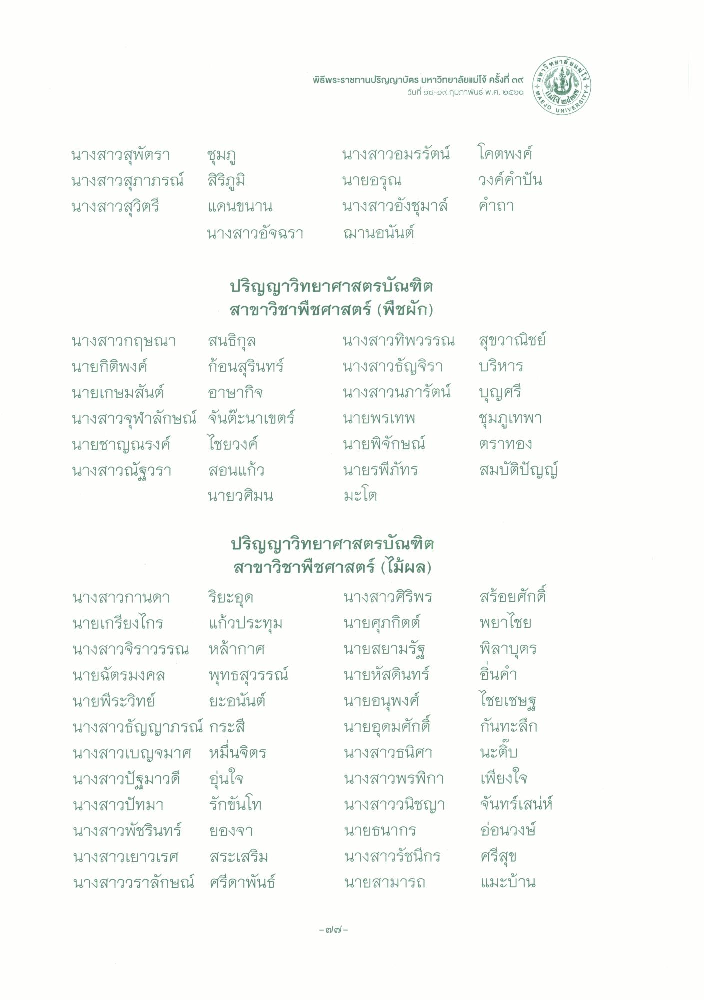 พิธีพระราชทานปริญญาบัตร มหาวิทยาลัยแม่โจ้ ครั้งที่ ๓๙
วันที่ ๑๘-๑๙ กุมภาพันธ์ พ.ศ. ๒๕๖๐
มหาวิทยาลัยแม่โจ้
แม่โจ้ ๒๔๗๗
MAEJO UNIVERSITY
นางสาวสุพัตรา ชุมภู นางสาวอมรรัตน์ โคตพงค์
นางสาวสุภาภรณ์ สิริภูมิ นายอรุณ วงค์คำปัน
นางสาวสุวิตรี แดนขนาน นางสาวอังชุมาล์ คำถา
นางสาวอัจฉรา ฌานอนันต์
ปริญญาวิทยาศาสตรบัณฑิต
สาขาวิชาพืชศาสตร์ (พืชผัก)
นางสาวกฤษณา สนธิกุล นางสาวทิพวรรณ สุขวาณิชย์
นายกิติพงค์ ก้อนสุรินทร์ นางสาวธัญจิรา บริหาร
นายเกษมสันต์ อาษากิจ นางสาวนภารัตน์ บุญศรี
นางสาวจุฬาลักษณ์ จันต๊ะนาเขตร์ นายพรเทพ ชุมภูเทพา
นายชาญณรงค์ ไชยวงค์ นายพิจักษณ์ ตราทอง
นางสาวณัฐวรา สอนแก้ว นายรพีภัทร สมบัติปัญญ์
นายวศิมน มะโต
ปริญญาวิทยาศาสตรบัณฑิต
สาขาวิชาพืชศาสตร์ (ไม้ผล)
นางสาวกานดา ริยะอุด นางสาวศิริพร สร้อยศักดิ์
นายเกรียงไกร แก้วประทุม นายศุภกิตต์ พยาไชย
นางสาวจิราวรรณ หล้ากาศ นายสยามรัฐ พิลาบุตร
นายฉัตรมงคล พุทธสุวรรณ์ นายหัสดินทร์ อิ่นคำ
นายพีระวิทย์ ยะอนันต์ นายอนุพงศ์ ไชยเชษฐ
นางสาวธัญญาภรณ์ กระสี นายอุดมศักดิ์ กันทะลึก
นางสาวเบญจมาศ หมื่นจิตร นางสาวธนิศา นะติ๊บ
นางสาวปัฐมาวดี อุ่นใจ นางสาวพรพิกา เพียงใจ
นางสาวปัทมา รักขันโท นางสาววนิชญา จันทร์เสน่ห์
นางสาวพัชรินทร์ ยองจา นายธนากร อ่อนวงษ์
นางสาวเยาวเรศ สระเสริม นางสาวรัชนีกร ศรีสุข
นางสาววราลักษณ์ ศรีดาพันธ์ นายสามารถ แมะบ้าน
-๗๗-